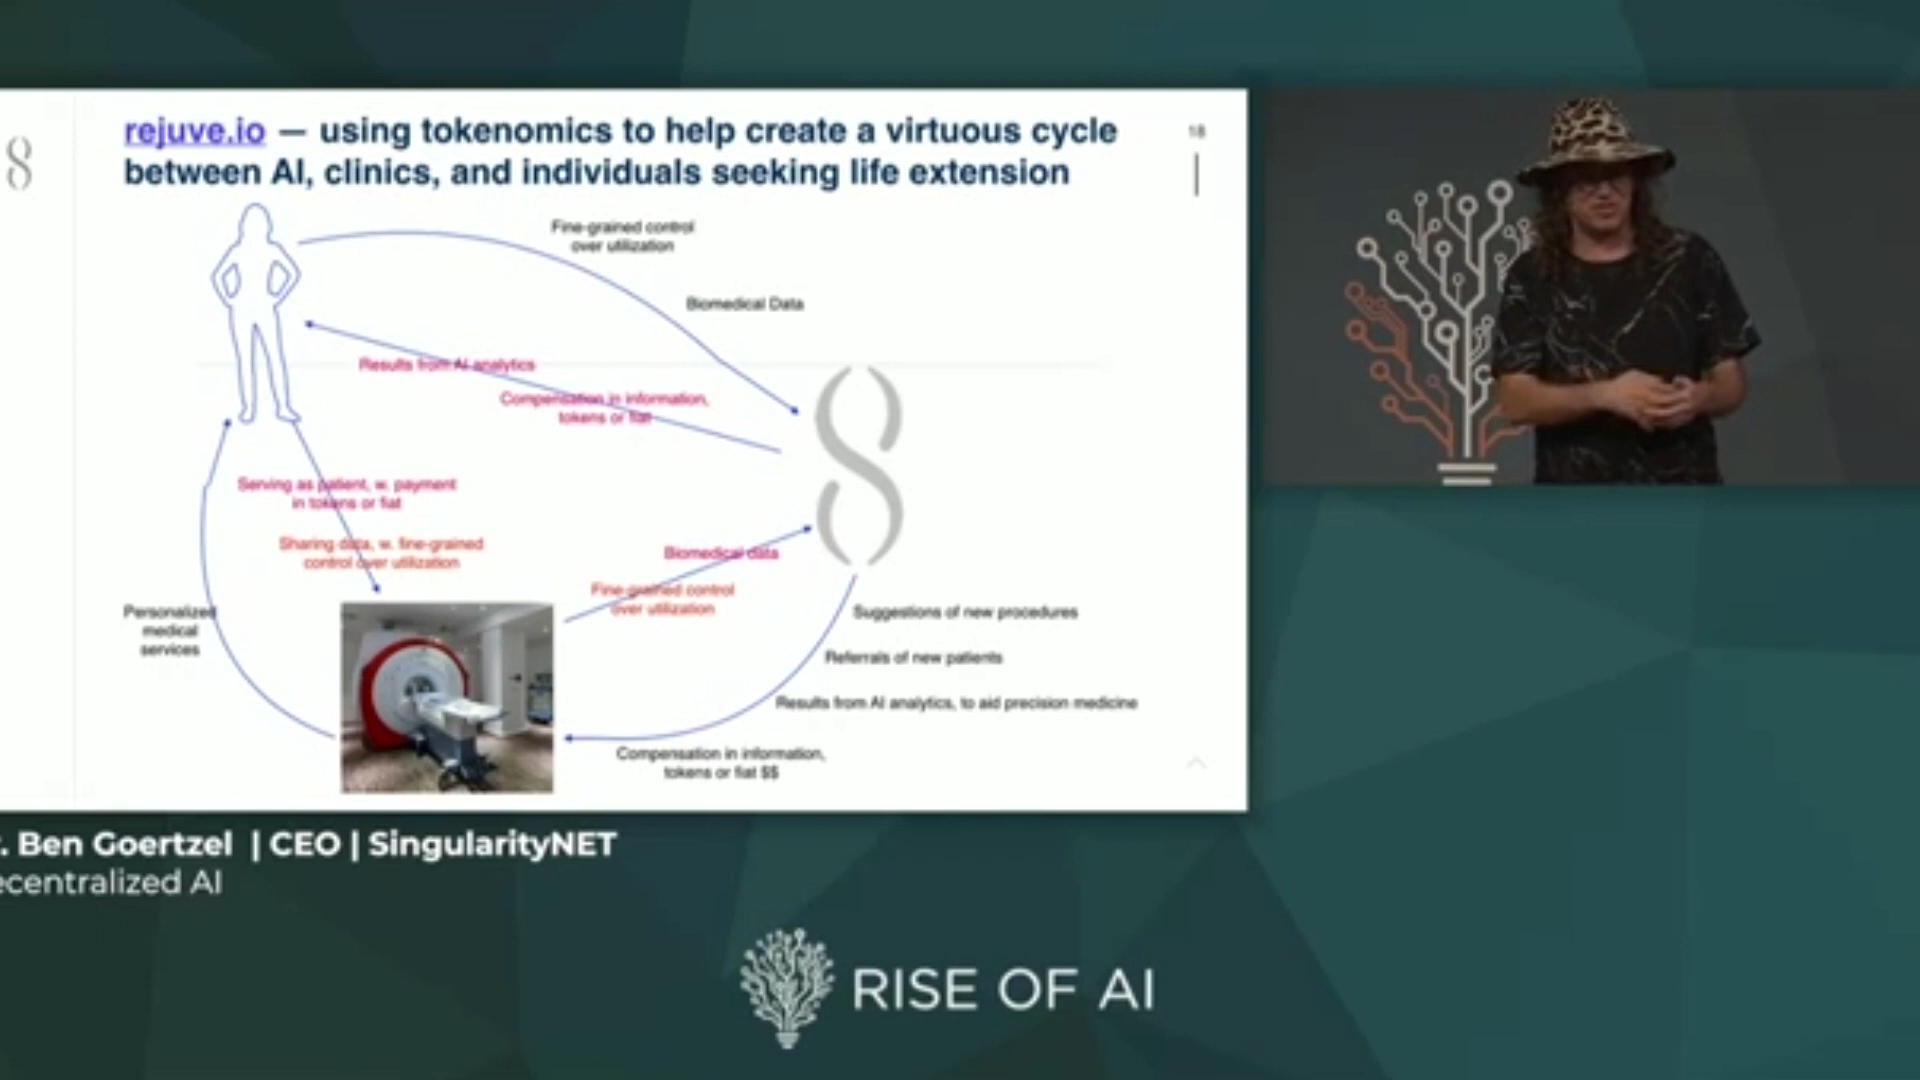 rejuve.io — using tokenomics to help create a virtuous cycle
between AI, clinics, and individuals seeking life extension
18
Fine-grained control
over utilization
Biomedical Data
Results from AI analytics
Compensation in information,
tokens or fiat
Serving as patient, w. payment
in tokens or fiat
Sharing data, w. fine-grained
control over utilization
Biomedical data
Fine-grained control
over utilization
Personalized
medical
services
Suggestions of new procedures
Referrals of new patients
Results from AI analytics, to aid precision medicine
Compensation in information,
tokens or fiat $$
. Ben Goertzel | CEO | SingularityNET
ecentralized AI
RISE OF AI